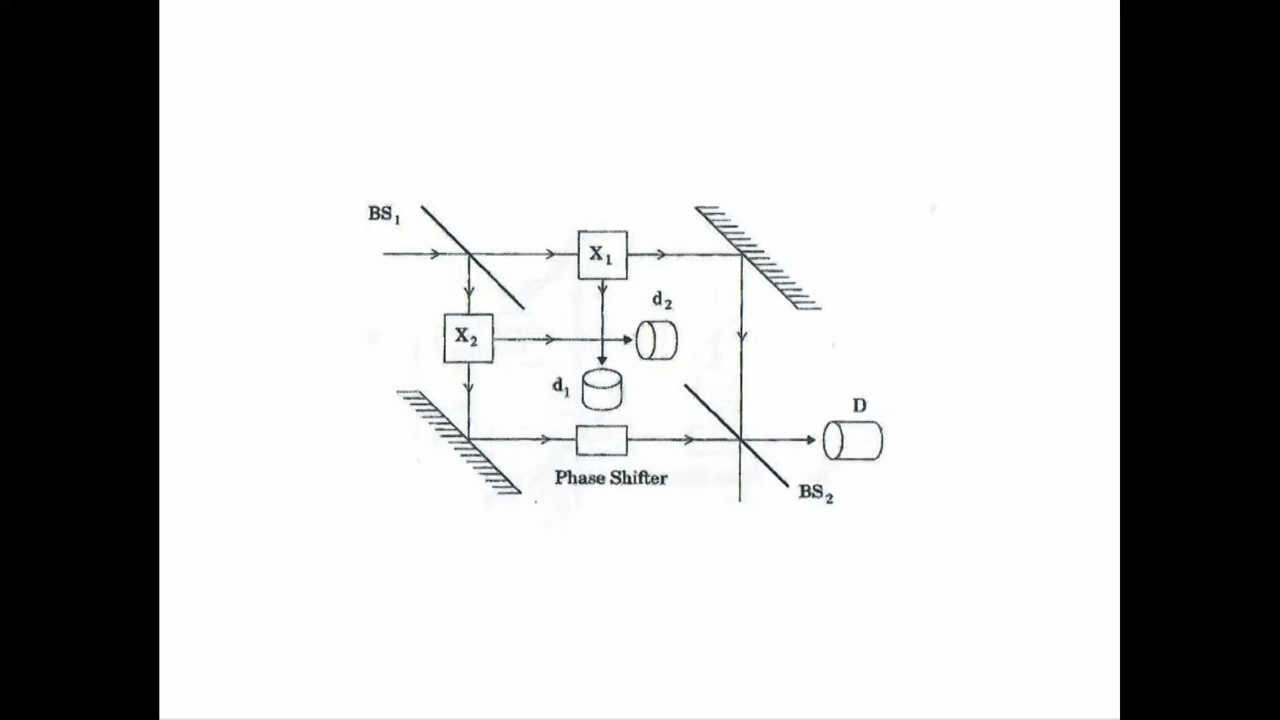 BS₁
X₁
d₂
X₂
d₁
D
Phase Shifter
BS₂